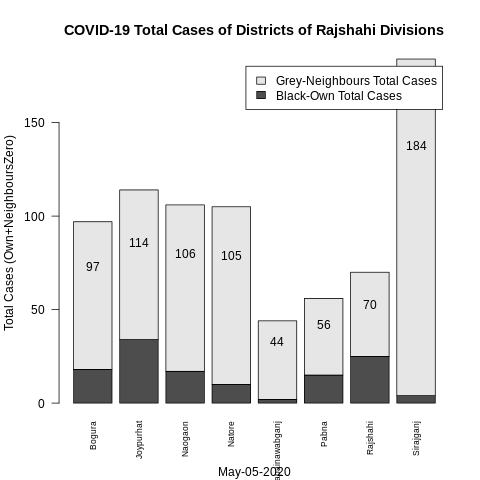 COVID-19 Total Cases of Districts of Rajshahi Divisions
Grey-Neighbours Total Cases
Black-Own Total Cases
Total Cases (Own+NeighboursZero)
150
100
50
0
97
114
106
105
44
56
70
184
Bogura
Joypurhat
Naogaon
Natore
Pabna
Rajshahi
Sirajganj
May-05-2020